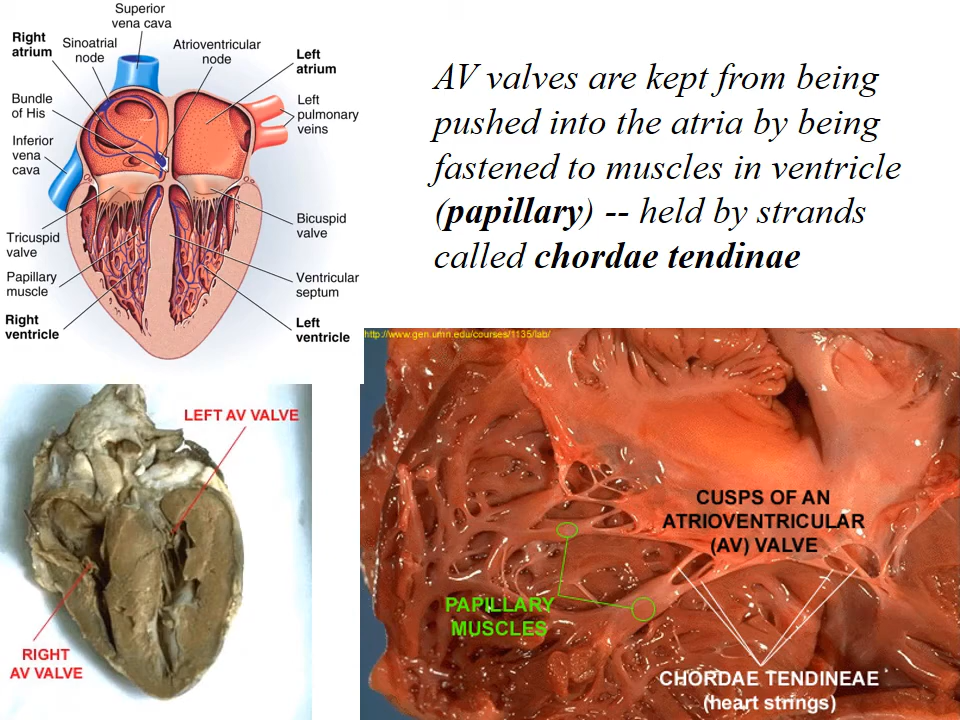 Superior
vena cava
Right
atrium
Sinoatrial
node
Atrioventricular
node
Left
atrium
Bundle
of His
Left
pulmonary
veins
Inferior
vena
cava
Tricuspid
valve
Bicuspid
valve
Papillary
muscle
Ventricular
septum
Right
ventricle
Left
ventricle
AV valves are kept from being
pushed into the atria by being
fastened to muscles in ventricle
(papillary) -- held by strands
called chordae tendinae
LEFT AV VALVE
RIGHT
AV VALVE
http://www.gen.umn.edu/courses/1135/lab/
CUSPS OF AN
ATRIOVENTRICULAR
(AV) VALVE
PAPILLARY
MUSCLES
CHORDAE TENDINEAE
(heart strings)